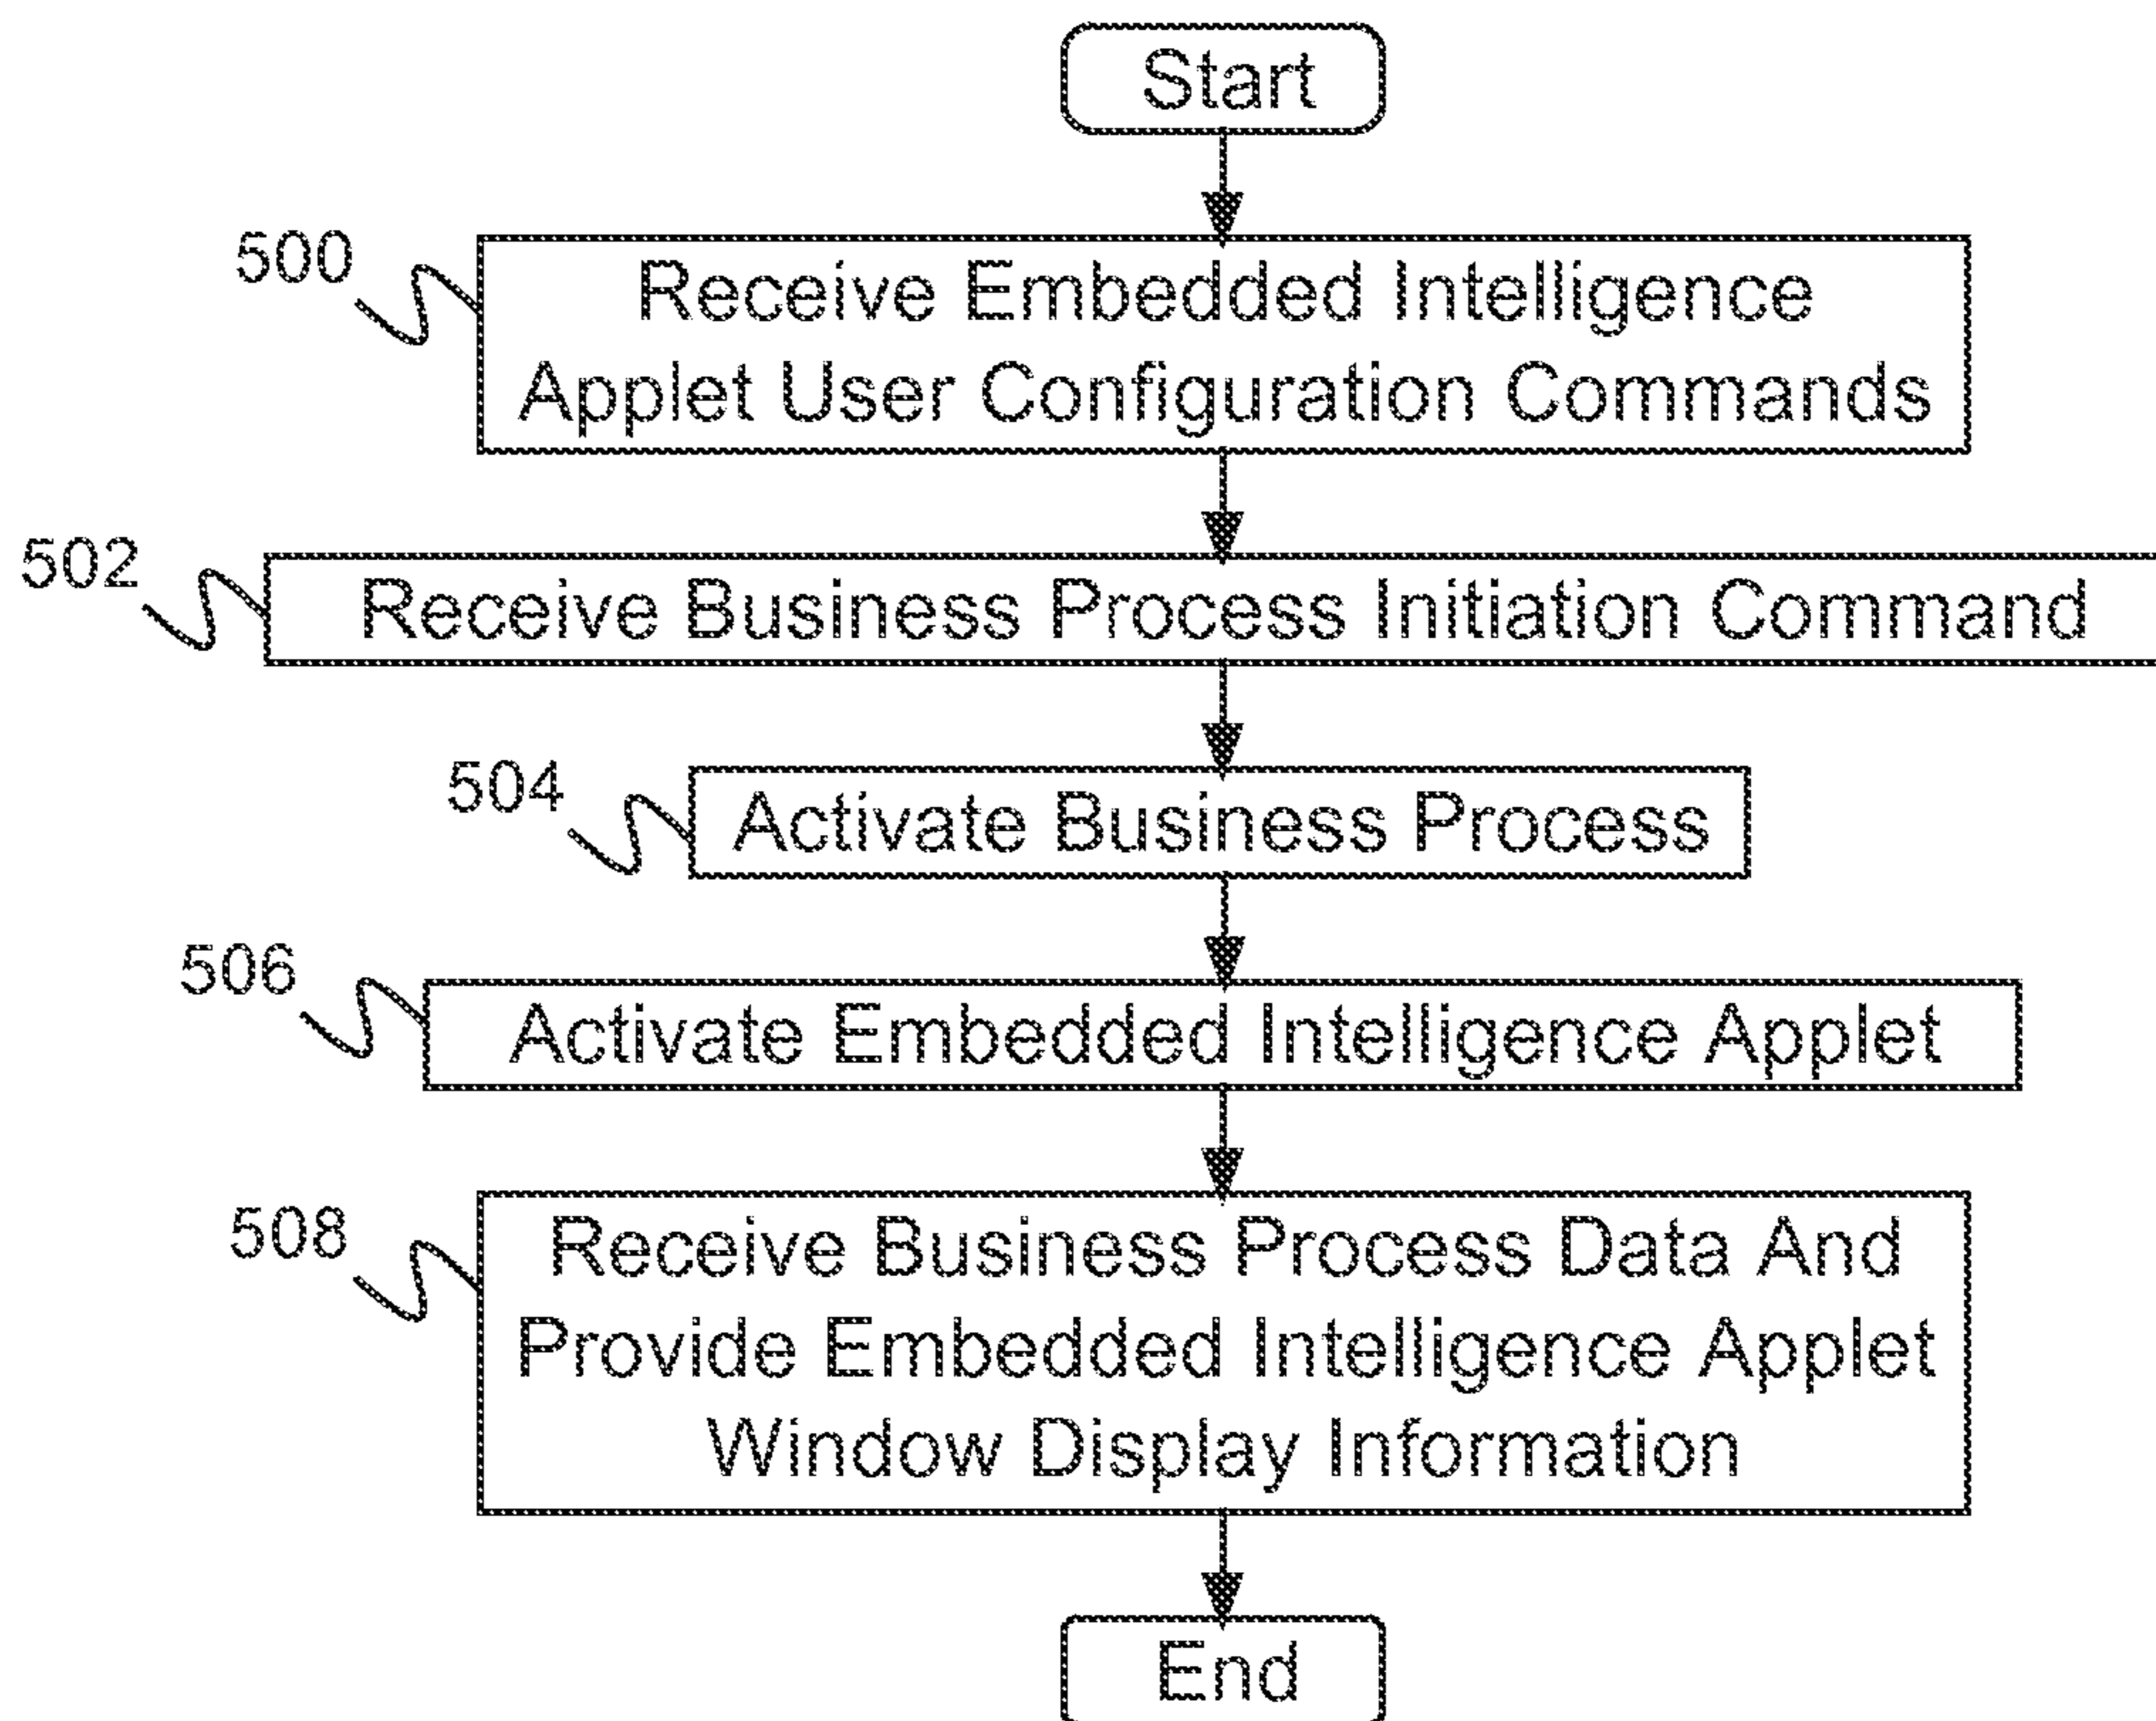 Start
500
Receive Embedded Intelligence
Applet User Configuration Commands
502
Receive Business Process Initiation Command
504
Activate Business Process
506
Activate Embedded Intelligence Applet
508
Receive Business Process Data And
Provide Embedded Intelligence Applet
Window Display Information
End